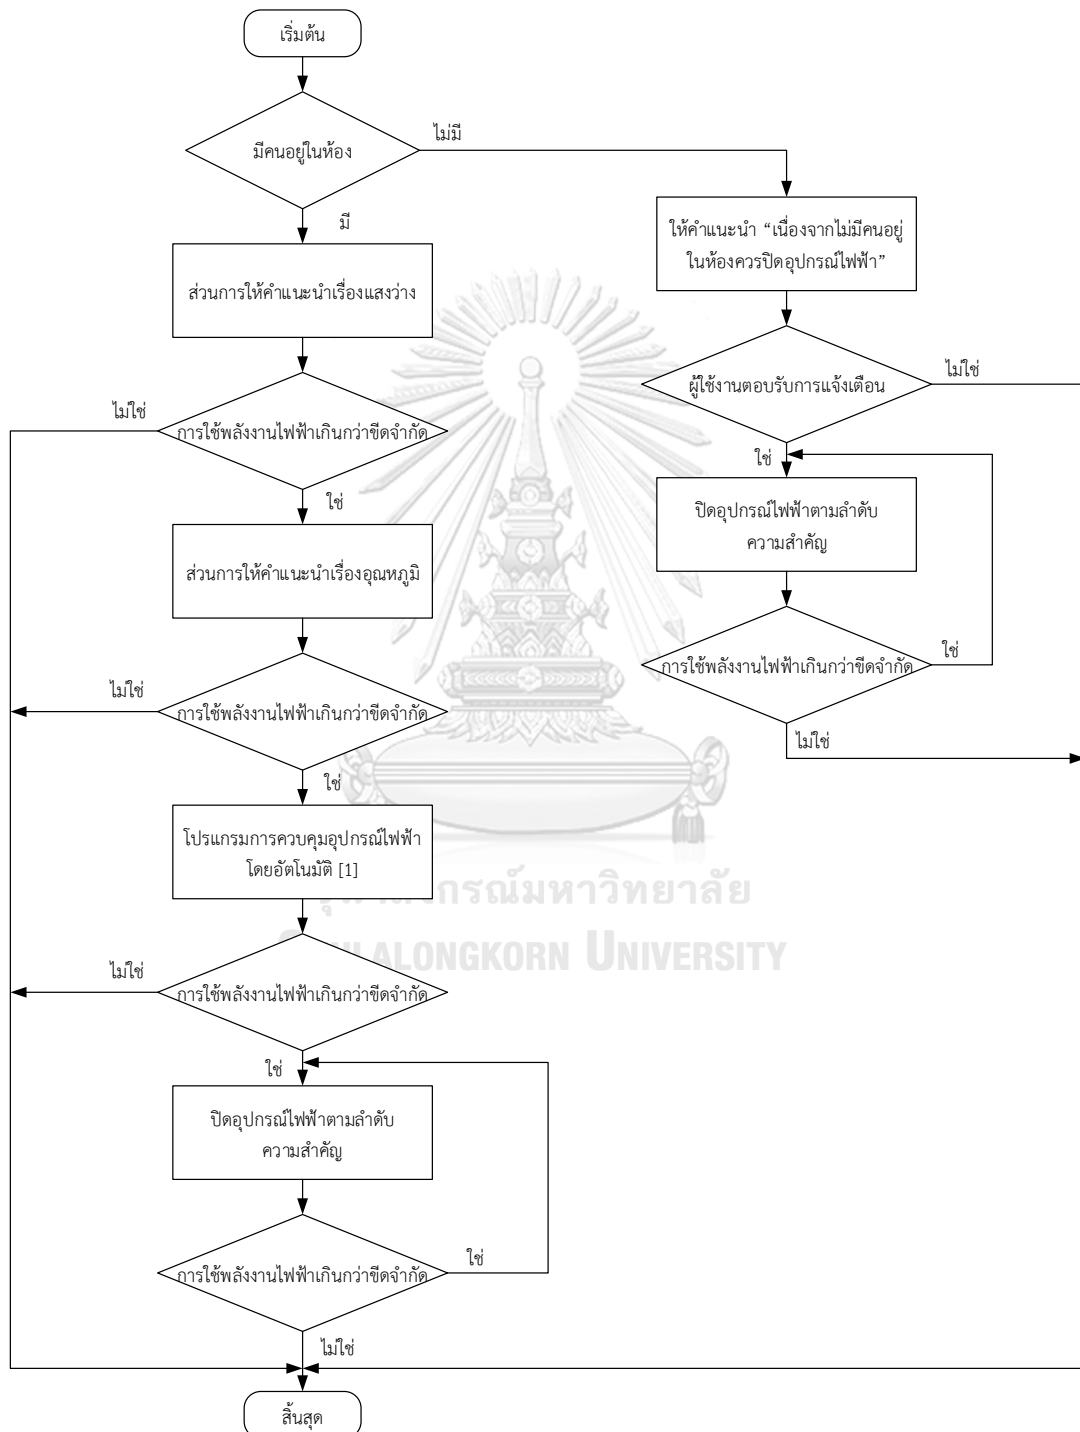 เริ่มต้น
มีคนอยู่ในห้อง
ไม่มี
มี
ให้คำแนะนำ “เนื่องจากไม่มีคนอยู่
ในห้องควรปิดอุปกรณ์ไฟฟ้า”
ส่วนการให้คำแนะนำเรื่องแสงว่าง
ผู้ใช้งานตอบรับการแจ้งเตือน
ไม่ใช่
ไม่ใช่
การใช้พลังงานไฟฟ้าเกินกว่าขีดจำกัด
ใช่
ใช่
ปิดอุปกรณ์ไฟฟ้าตามลำดับ
ความสำคัญ
ส่วนการให้คำแนะนำเรื่องอุณหภูมิ
การใช้พลังงานไฟฟ้าเกินกว่าขีดจำกัด
ใช่
ไม่ใช่
ไม่ใช่
การใช้พลังงานไฟฟ้าเกินกว่าขีดจำกัด
ใช่
โปรแกรมการควบคุมอุปกรณ์ไฟฟ้า
โดยอัตโนมัติ [1]
กรณ์มหาวิทยาลัย
ULALONGKORN UNIVERSITY
ไม่ใช่
การใช้พลังงานไฟฟ้าเกินกว่าขีดจำกัด
ใช่
ปิดอุปกรณ์ไฟฟ้าตามลำดับ
ความสำคัญ
การใช้พลังงานไฟฟ้าเกินกว่าขีดจำกัด
ใช่
ไม่ใช่
สิ้นสุด